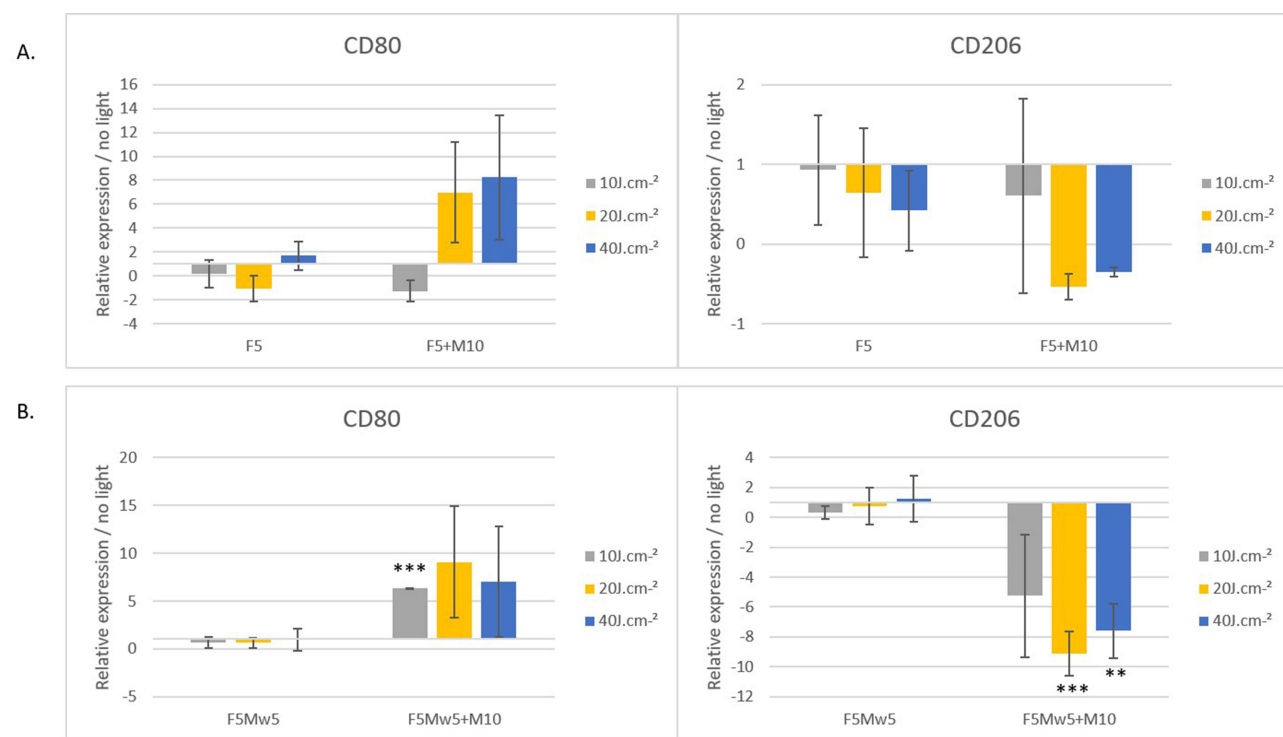 A.
CD80
Relative expression / no light
16
14
12
10
8
6
4
2
0
-2
-4
F5
F5+M10
10J.cm-²
20J.cm-²
40J.cm-²
CD206
Relative expression / no light
2
1
0
-1
F5
F5+M10
10J.cm-²
20J.cm-²
40J.cm-²
B.
CD80
Relative expression / no light
20
15
10
5
0
-5
***
F5Mw5
F5Mw5+M10
10J.cm-²
20J.cm-²
40J.cm-²
CD206
Relative expression / no light
4
2
0
-2
-4
-6
-8
-10
-12
***
**
F5Mw5
F5Mw5+M10
10J.cm-²
20J.cm-²
40J.cm-²